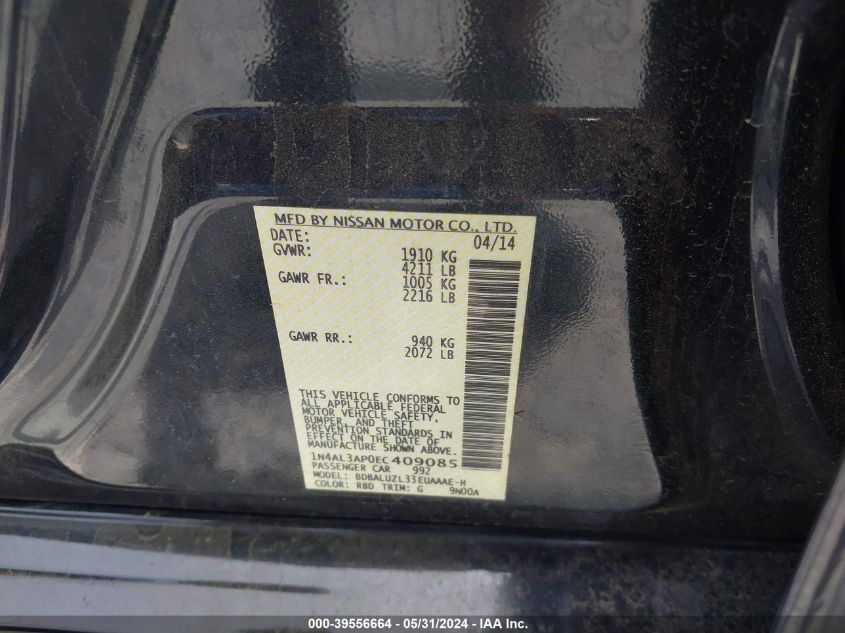 MFD BY NISSAN MOTOR CO., LTD.
DATE: 04/14
GVWR: 1910 KG
4211 LB
GAWR FR.: 1005 KG
2216 LB
GAWR RR.: 940 KG
2072 LB
THIS VEHICLE CONFORMS TO
ALL APPLICABLE FEDERAL
MOTOR VEHICLE SAFETY,
BUMPER, AND THEFT
PREVENTION STANDARDS IN
EFFECT ON THE DATE OF
MANUFACTURE SHOWN ABOVE.
1N4AL3AP0EC409085
PASSENGER CAR 992
MODEL: BDBALUZL33EUAAAE-H
COLOR: RBD TRIM: G 9N00A
000-39556664 - 05/31/2024 - IAA Inc.